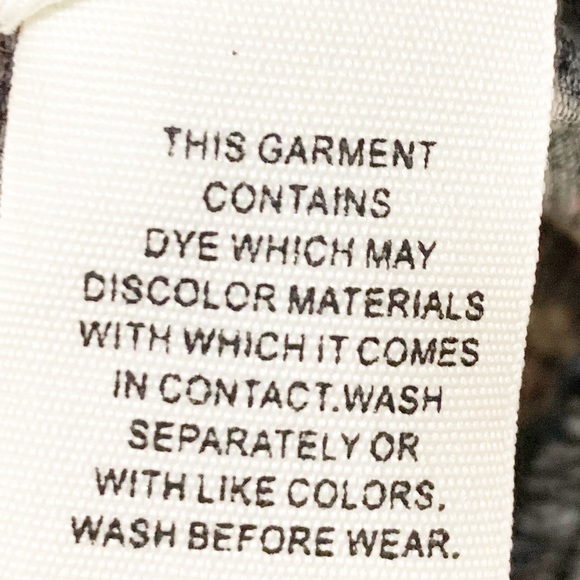 THIS GARMENT
CONTAINS
DYE WHICH MAY
DISCOLOR MATERIALS
WITH WHICH IT COMES
IN CONTACT.WASH
SEPARATELY OR
WITH LIKE COLORS.
WASH BEFORE WEAR.